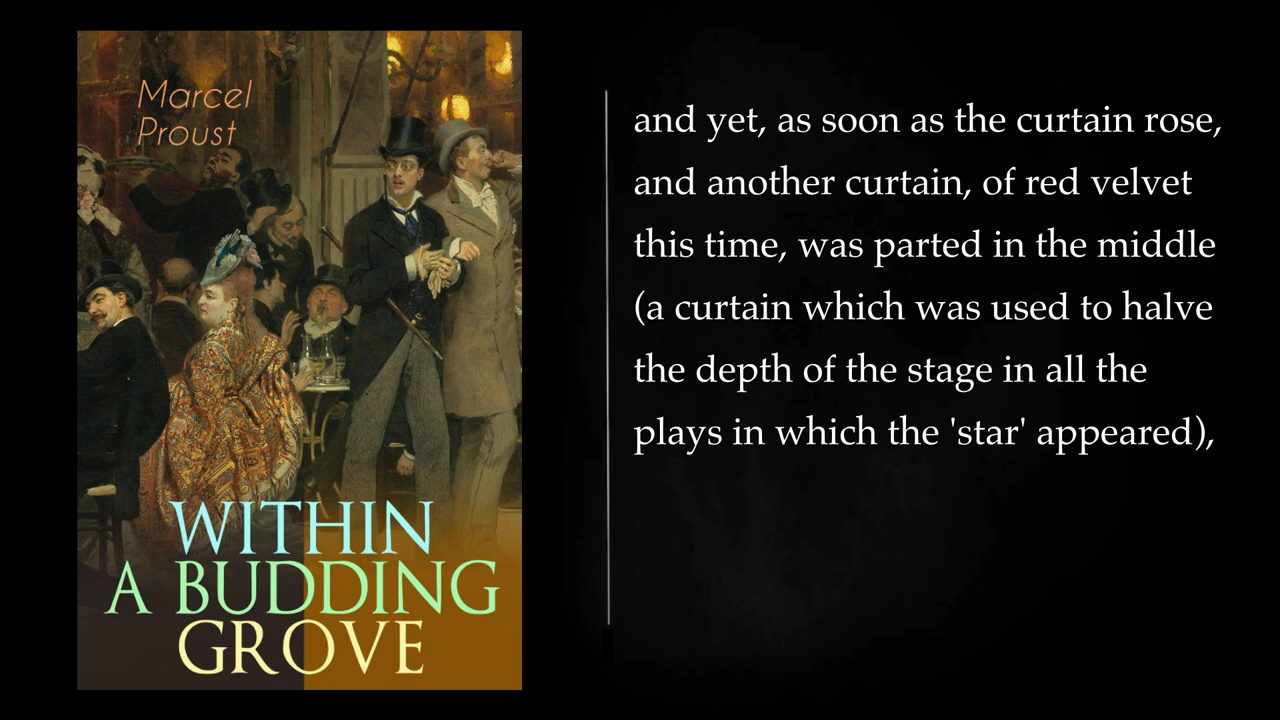 Marcel
Proust
WITHIN
A BUDDING
GROVE
and yet, as soon as the curtain rose,
and another curtain, of red velvet
this time, was parted in the middle
(a curtain which was used to halve
the depth of the stage in all the
plays in which the 'star' appeared),